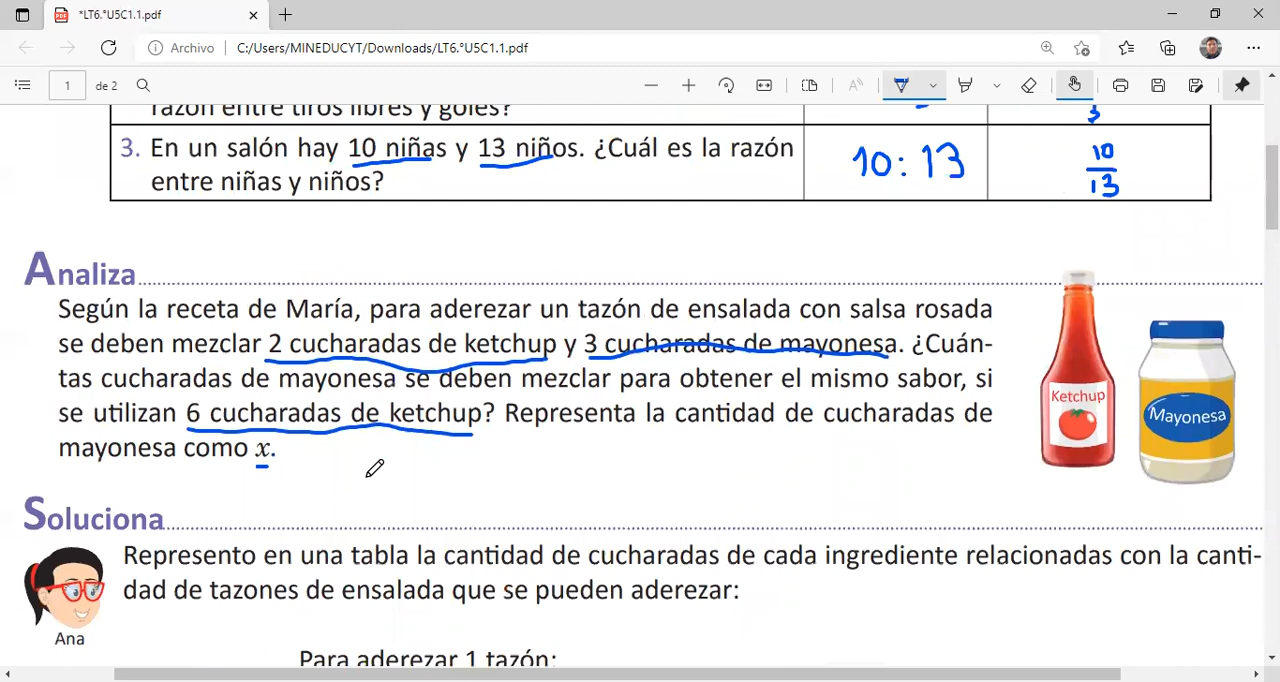 *LT6.°U5C1.1.pdf
Archivo C:/Users/MINEDUCYT/Downloads/LT6.°U5C1.1.pdf
1 de 2
razón entre tiros libres y goles?
3
3. En un salón hay 10 niñas y 13 niños. ¿Cuál es la razón
entre niñas y niños?
10:13
10
13
Analiza
Según la receta de María, para aderezar un tazón de ensalada con salsa rosada
se deben mezclar 2 cucharadas de ketchup y 3 cucharadas de mayonesa. ¿Cuán-
tas cucharadas de mayonesa se deben mezclar para obtener el mismo sabor, si
se utilizan 6 cucharadas de ketchup? Representa la cantidad de cucharadas de
mayonesa como x.
Ketchup
Mayonesa
Soluciona
Represento en una tabla la cantidad de cucharadas de cada ingrediente relacionadas con la canti-
dad de tazones de ensalada que se pueden aderezar:
Ana
Para aderezar 1 tazón: